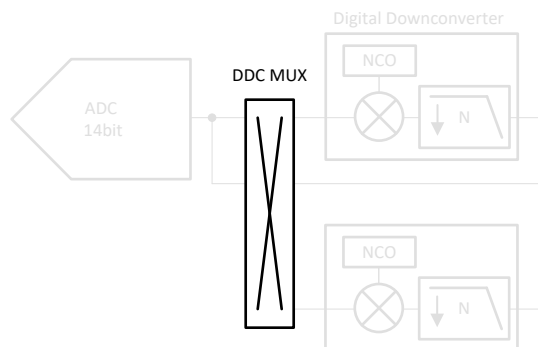 Digital Downconverter
NCO
DDC MUX
ADC
14bit
N
NCO
N